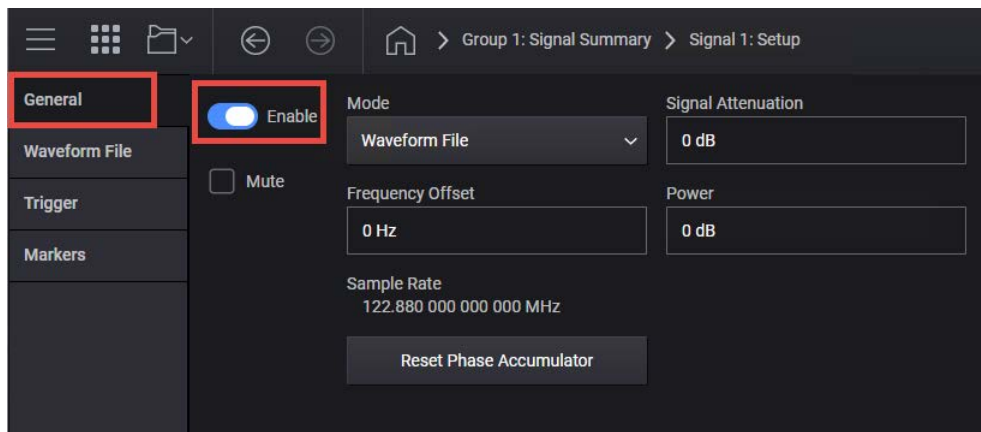 Group 1: Signal Summary
Signal 1: Setup
General
Waveform File
Trigger
Markers
Enable
Mute
Mode
Waveform File
Signal Attenuation
0 dB
Frequency Offset
0 Hz
Power
0 dB
Sample Rate
122.880 000 000 000 MHz
Reset Phase Accumulator